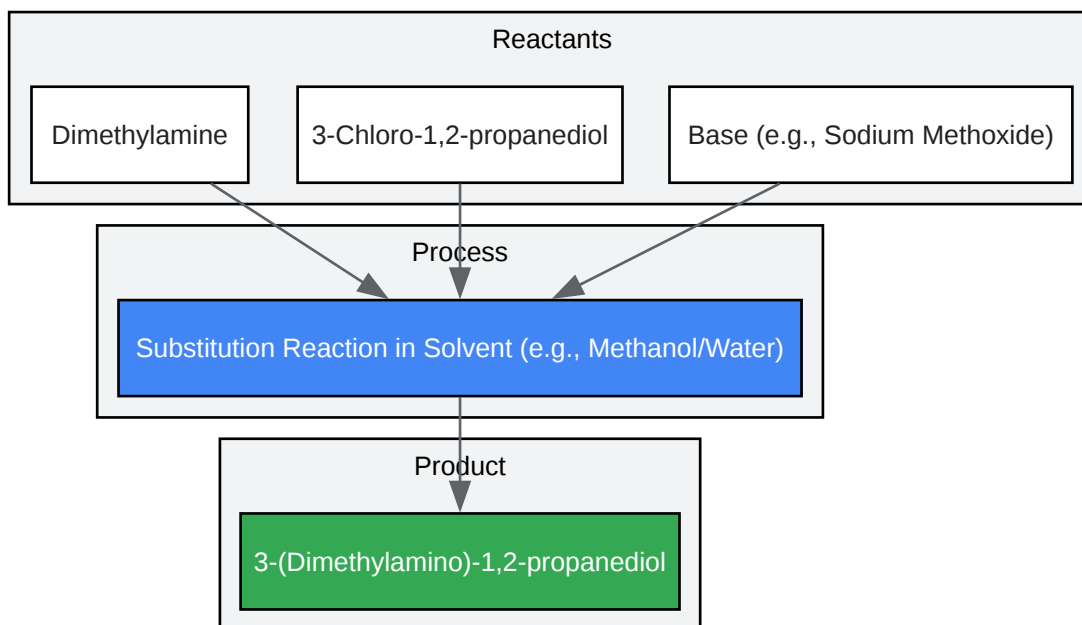 Reactants
Dimethylamine
3-Chloro-1,2-propanediol
Base (e.g., Sodium Methoxide)
Process
Substitution Reaction in Solvent (e.g., Methanol/Water)
Product
3-(Dimethylamino)-1,2-propanediol